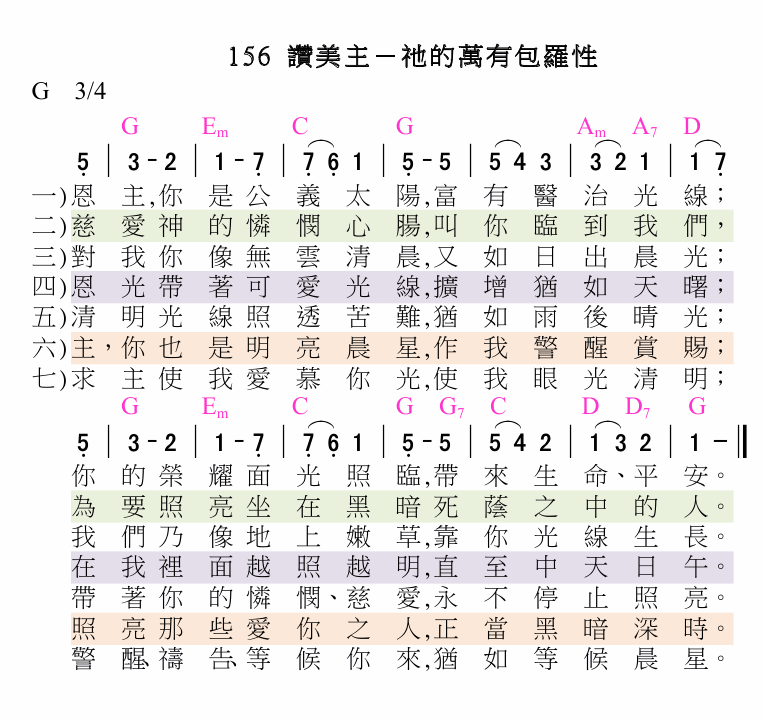 156 讚美主－祂的萬有包羅性
G 3/4
G Em C G Am A7 D
5 | 3 - 2 | 1 - 7 | 7 6 1 | 5 - 5 | 5 4 3 | 3 2 1 | 1 7
一)恩 主,你 是 公 義 太 陽,富 有 醫 治 光 線；
二)慈 愛 神 的 憐 憫 心 腸,叫 你 臨 到 我 們，
三)對 我 你 像 無 雲 清 晨,又 如 日 出 晨 光；
四)恩 光 帶 著 可 愛 光 線,擴 增 猶 如 天 曙；
五)清 明 光 線 照 透 苦 難,猶 如 雨 後 晴 光；
六)主，你 也 是 明 亮 晨 星,作 我 警 醒 賞 賜；
七)求 主 使 我 愛 慕 你 光,使 我 眼 光 清 明；
G Em C G G7 C D D7 G
5 | 3 - 2 | 1 - 7 | 7 6 1 | 5 - 5 | 5 4 2 | 1 3 2 | 1 － ||
你 的 榮 耀 面 光 照 臨,帶 來 生 命、平 安。
為 要 照 亮 坐 在 黑 暗 死 蔭 之 中 的 人。
我 們 乃 像 地 上 嫩 草,靠 你 光 線 生 長。
在 我 裡 面 越 照 越 明,直 至 中 天 日 午。
帶 著 你 的 憐 憫、慈 愛,永 不 停 止 照 亮。
照 亮 那 些 愛 你 之 人,正 當 黑 暗 深 時。
警 醒、禱 告、等 候 你 來,猶 如 等 候 晨 星。